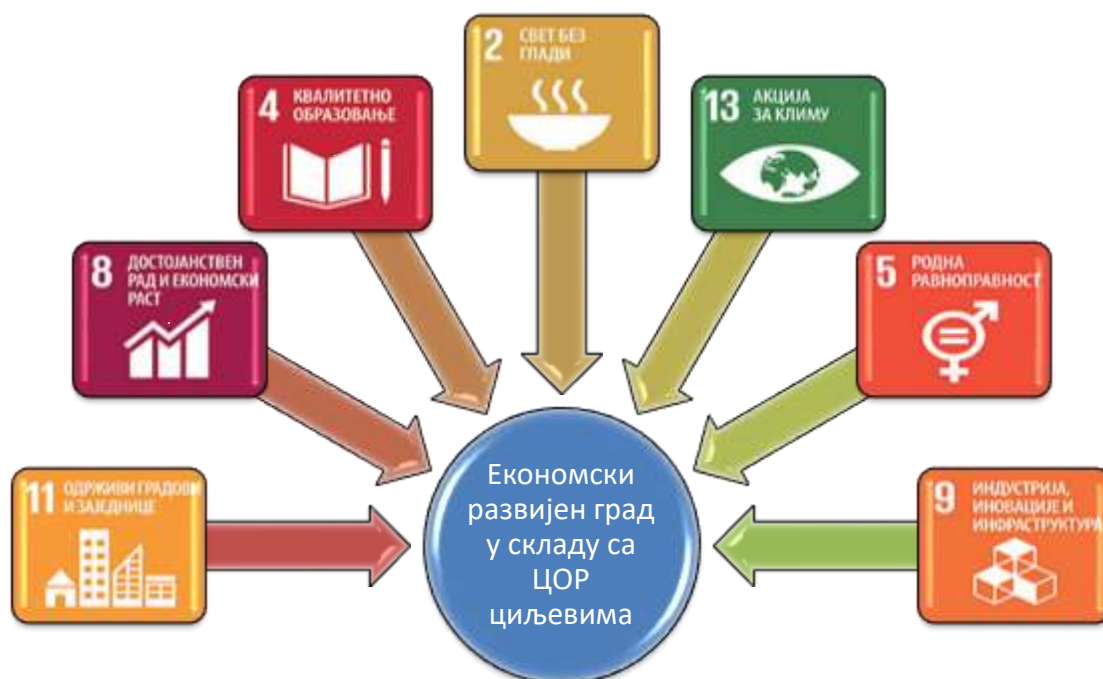 2 СВЕТ БЕЗ
ГЛАДИ
4 КВАЛИТЕТНО
ОБРАЗОВАЊЕ
13 АКЦИЈА
ЗА КЛИМУ
8 ДОСТОЈАНСТВЕН
РАД И ЕКОНОМСКИ
РАСТ
5 РОДНА
РАВНОПРАВНОСТ
11 ОДРЖИВИ ГРАДОВИ
И ЗАЈЕДНИЦЕ
9 ИНДУСТРИЈА,
ИНОВАЦИЈЕ И
ИНФРАСТРУКТУРА
Економски
развијен град
у складу са
ЦОР
циљевима